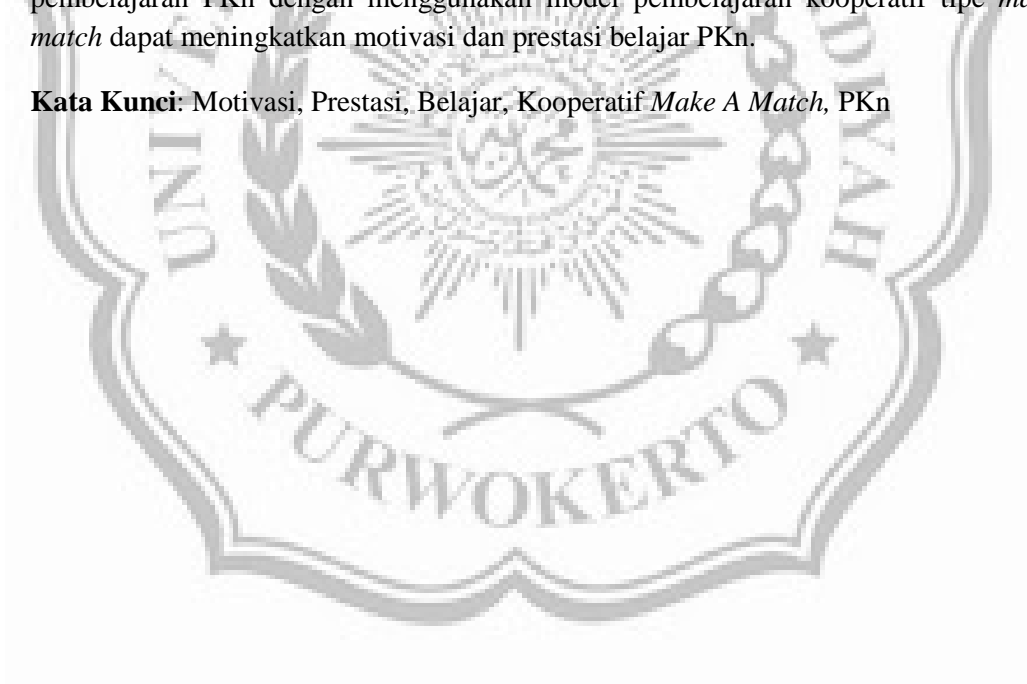 pembelajaran PKn dengan menggunakan model pembelajaran kooperatif tipe
match dapat meningkatkan motivasi dan prestasi belajar PKn.
Kata Kunci: Motivasi, Prestasi, Belajar, Kooperatif Make A Match, PKn
PURWOKERTO